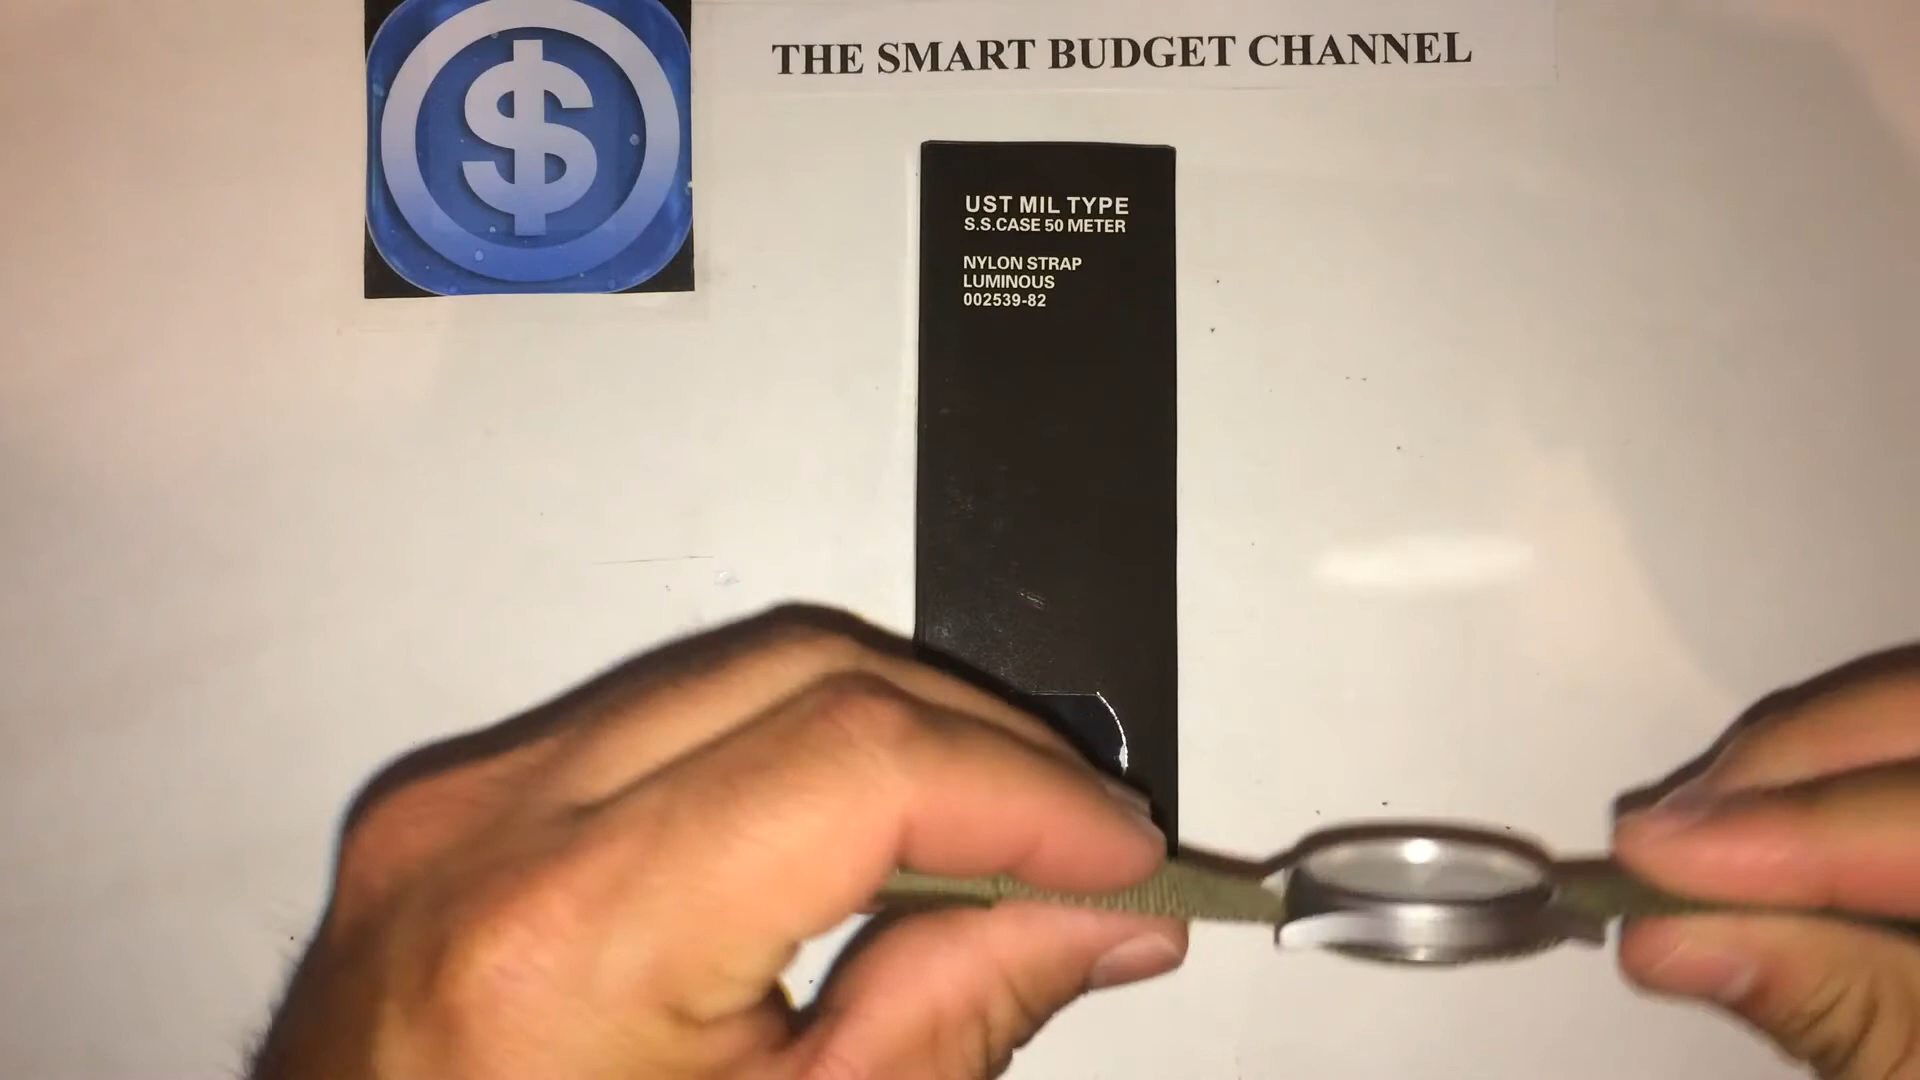 $
THE SMART BUDGET CHANNEL
UST MIL TYPE
S.S.CASE 50 METER
NYLON STRAP
LUMINOUS
002539-82